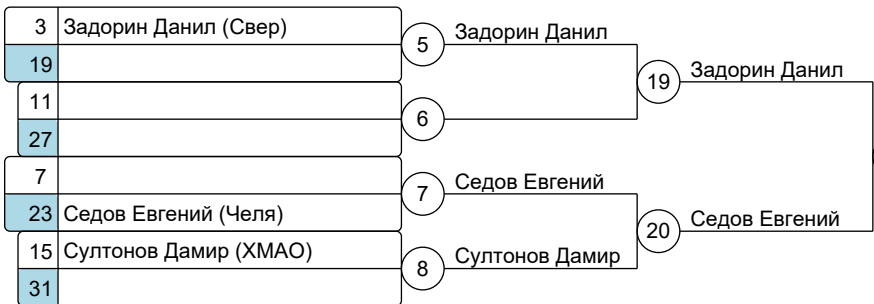 3 Задорин Данил (Свер)
19
11
27
7
23 Седов Евгений (Челя)
15 Султонов Дамир (ХМАО)
31
5 Задорин Данил
6
7 Седов Евгений
8 Султонов Дамир
19 Задорин Данил
20 Седов Евгений